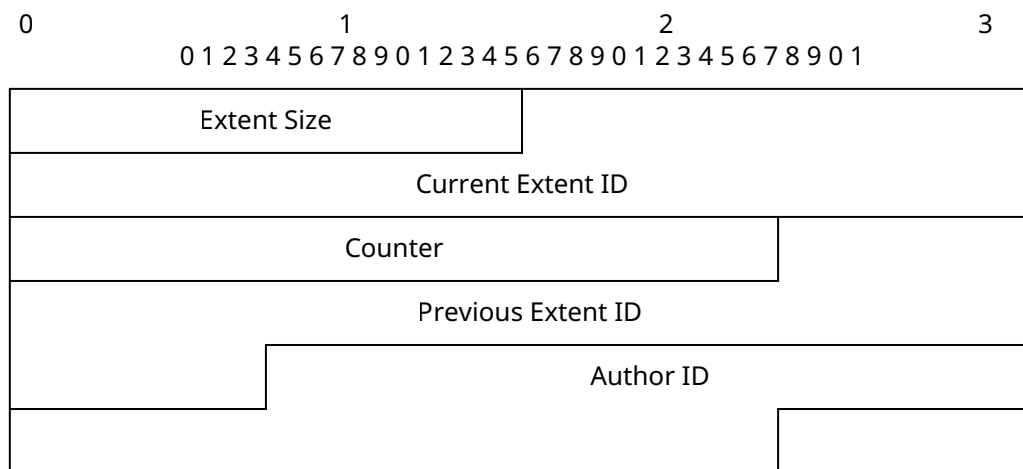 0 1 2 3
0 1 2 3 4 5 6 7 8 9 0 1 2 3 4 5 6 7 8 9 0 1 2 3 4 5 6 7 8 9 0 1
Extent Size
Current Extent ID
Counter
Previous Extent ID
Author ID